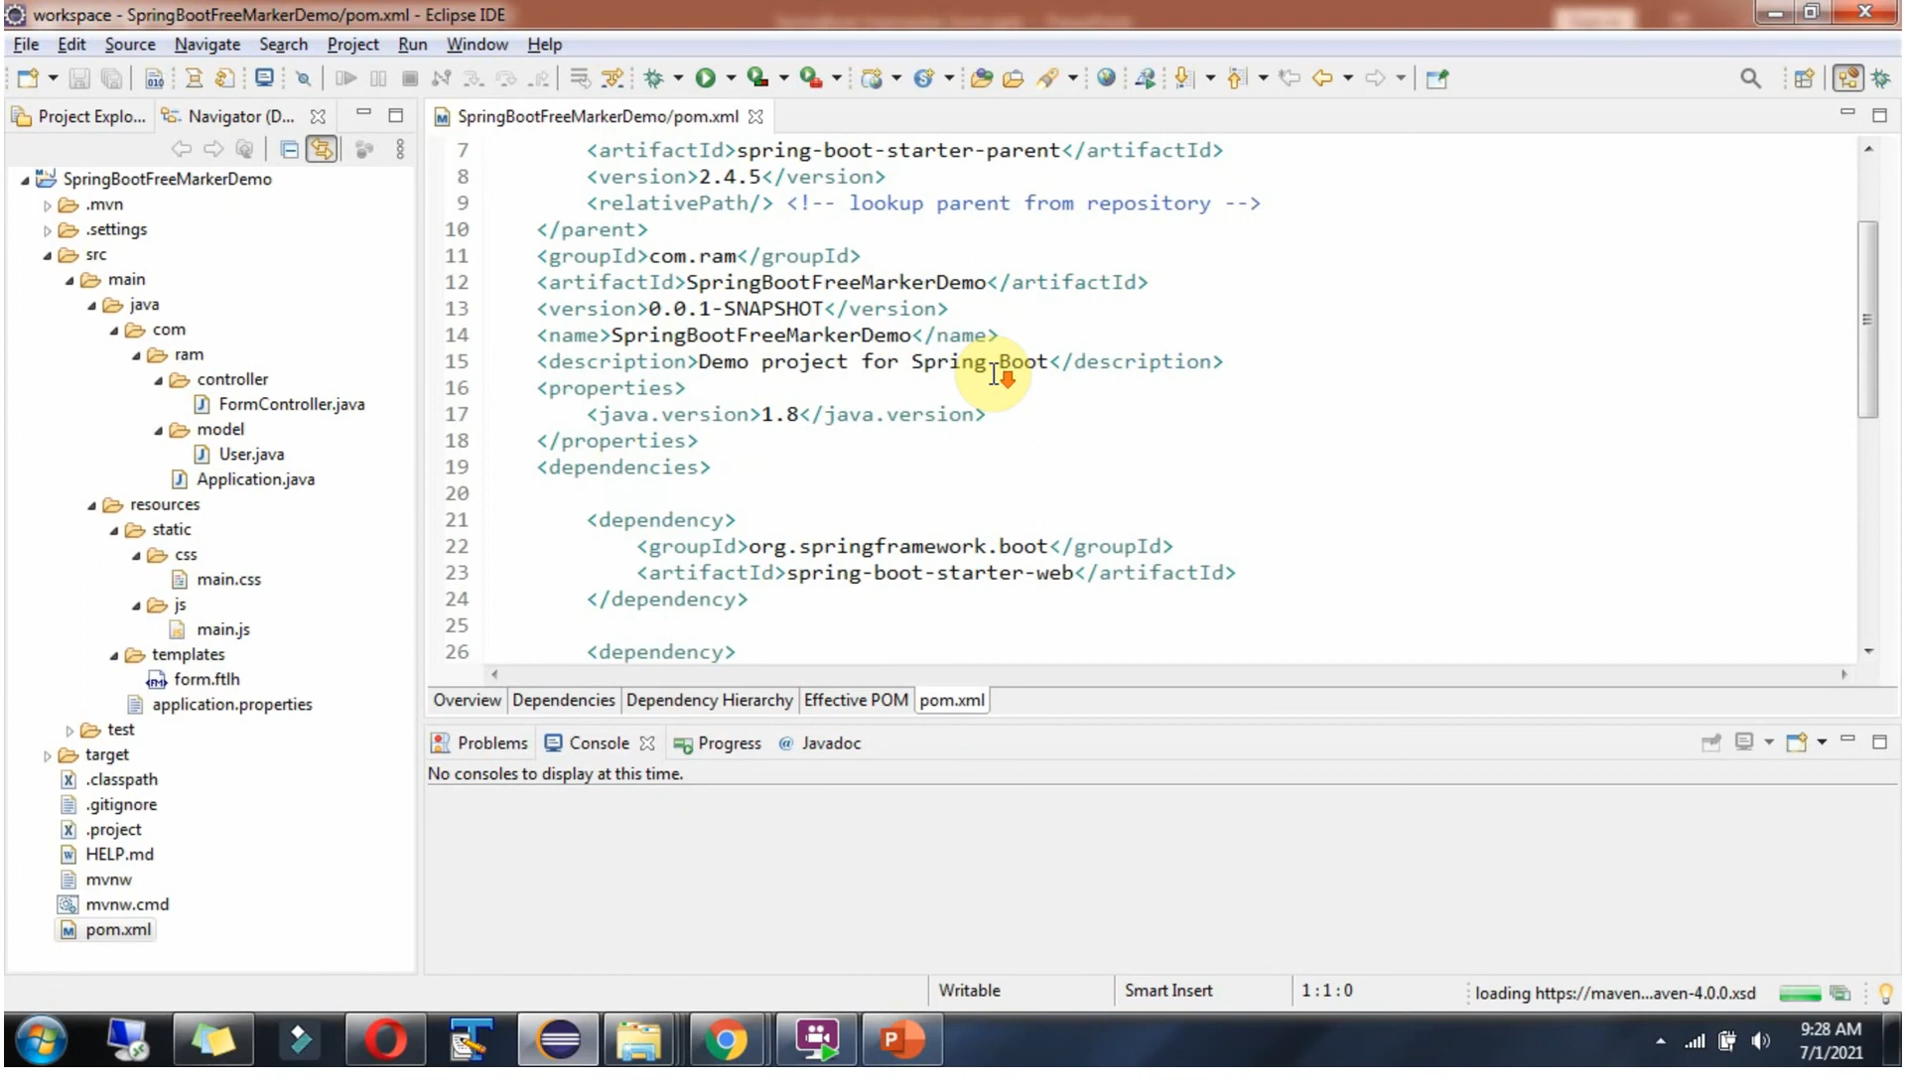 workspace - SpringBootFreeMarkerDemo/pom.xml - Eclipse IDE
File Edit Source Navigate Search Project Run Window Help
Project Explo... Navigator (D...
SpringBootFreeMarkerDemo
.mvn
.settings
src
main
java
com
ram
controller
FormController.java
model
User.java
Application.java
resources
static
css
main.css
js
main.js
templates
form.ftlh
application.properties
test
target
.classpath
.gitignore
.project
HELP.md
mvnw
mvnw.cmd
pom.xml
SpringBootFreeMarkerDemo/pom.xml
7 <artifactId>spring-boot-starter-parent</artifactId>
8 <version>2.4.5</version>
9 <relativePath/> <!-- lookup parent from repository -->
10 </parent>
11 <groupId>com.ram</groupId>
12 <artifactId>SpringBootFreeMarkerDemo</artifactId>
13 <version>0.0.1-SNAPSHOT</version>
14 <name>SpringBootFreeMarkerDemo</name>
15 <description>Demo project for Spring Boot</description>
16 <properties>
17 <java.version>1.8</java.version>
18 </properties>
19 <dependencies>
20
21 <dependency>
22 <groupId>org.springframework.boot</groupId>
23 <artifactId>spring-boot-starter-web</artifactId>
24 </dependency>
25
26 <dependency>
Overview Dependencies Dependency Hierarchy Effective POM pom.xml
Problems Console Progress @ Javadoc
No consoles to display at this time.
Writable Smart Insert 1:1:0 loading https://maven...aven-4.0.0.xsd
9:28 AM
7/1/2021